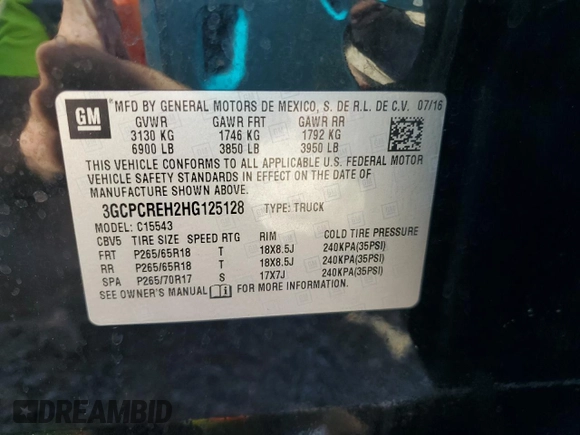 GM
MFD BY GENERAL MOTORS DE MEXICO, S. DE R.L. DE C.V. 07/16
GVWR GAWR FRT GAWR RR
3130 KG 1746 KG 1792 KG
6900 LB 3850 LB 3950 LB
THIS VEHICLE CONFORMS TO ALL APPLICABLE U.S. FEDERAL MOTOR
VEHICLE SAFETY STANDARDS IN EFFECT ON THE DATE OF
MANUFACTURE SHOWN ABOVE.
3GCPCREH2HG125128 TYPE: TRUCK
MODEL: C15543
CBV5 TIRE SIZE SPEED RTG RIM COLD TIRE PRESSURE
FRT P265/65R18 T 18X8.5J 240KPA(35PSI)
RR P265/65R18 T 18X8.5J 240KPA(35PSI)
SPA P265/70R17 S 17X7J 240KPA(35PSI)
SEE OWNER'S MANUAL FOR MORE INFORMATION.
DREAMBID